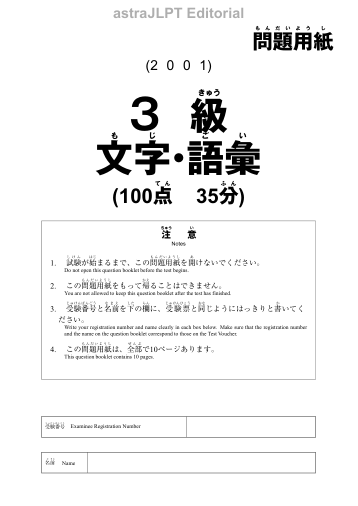 astraJLPT Editorial
問題用紙
(2001)
3級
文字・語彙
(100点 35分)
注意
Notes
1. 試験が始まるまで、この問題用紙を開けないでください。
Do not open this question booklet before the test begins.
2. この問題用紙をもって帰ることはできません。
You are not allowed to keep this question booklet after the test has finished.
3. 受験番号と名前を下の欄に、受験票と同じようにはっきりと書いてく
ださい。
Write your registration number and name clearly in each box below. Make sure that the registration number
and the name on the question booklet correspond to those on the Test Voucher.
4. この問題用紙は、全部で10ページあります。
This question booklet contains 10 pages.
受験番号 Examinee Registration Number
名前 Name